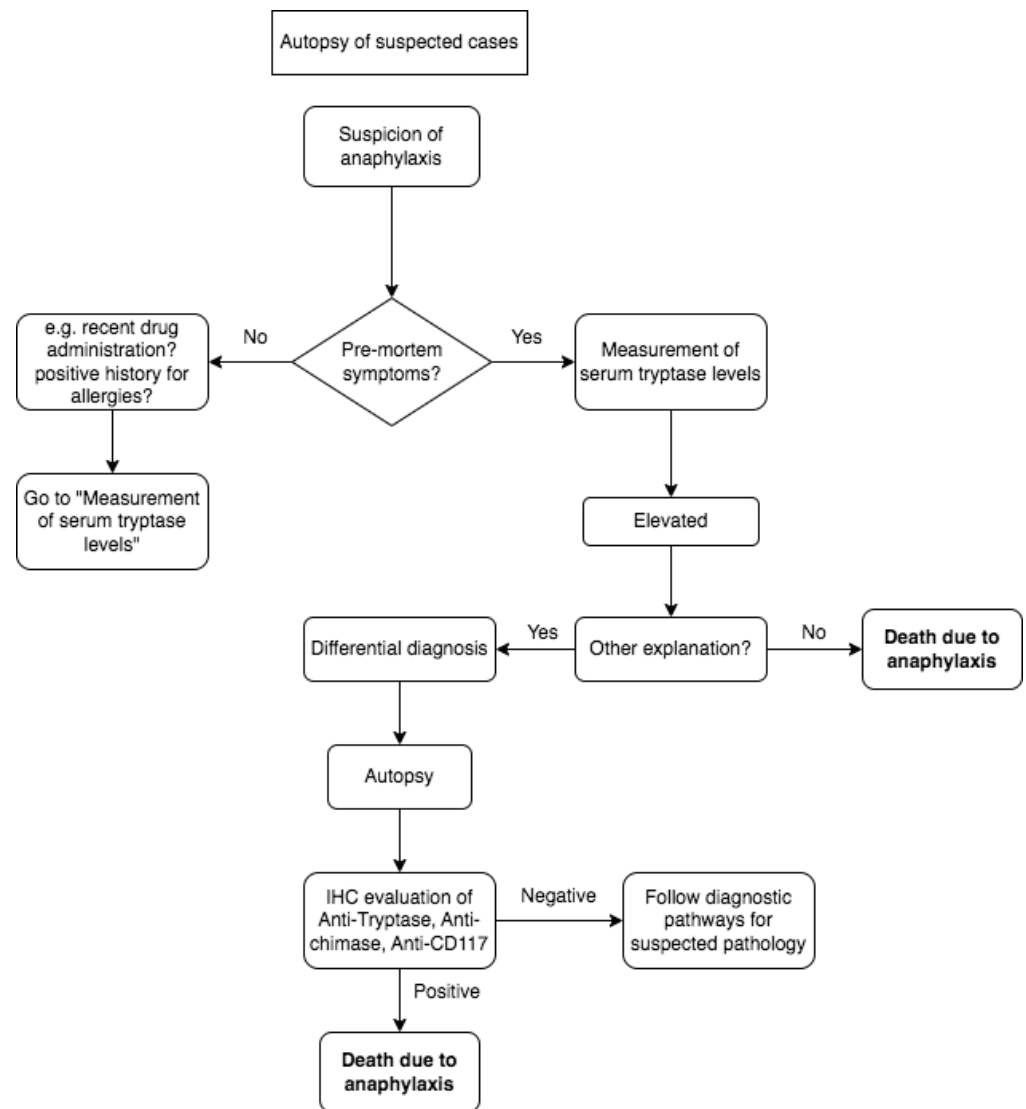 Autopsy of suspected cases
Suspicion of
anaphylaxis
e.g. recent drug
administration?
positive history for
allergies?
No
Pre-mortem
symptoms?
Yes
Measurement of
serum tryptase levels
Go to "Measurement
of serum tryptase
levels"
Elevated
Differential diagnosis
Yes
Other explanation?
No
Death due to
anaphylaxis
Autopsy
IHC evaluation of
Anti-Tryptase, Anti-
chimase, Anti-CD117
Negative
Follow diagnostic
pathways for
suspected pathology
Positive
Death due to
anaphylaxis